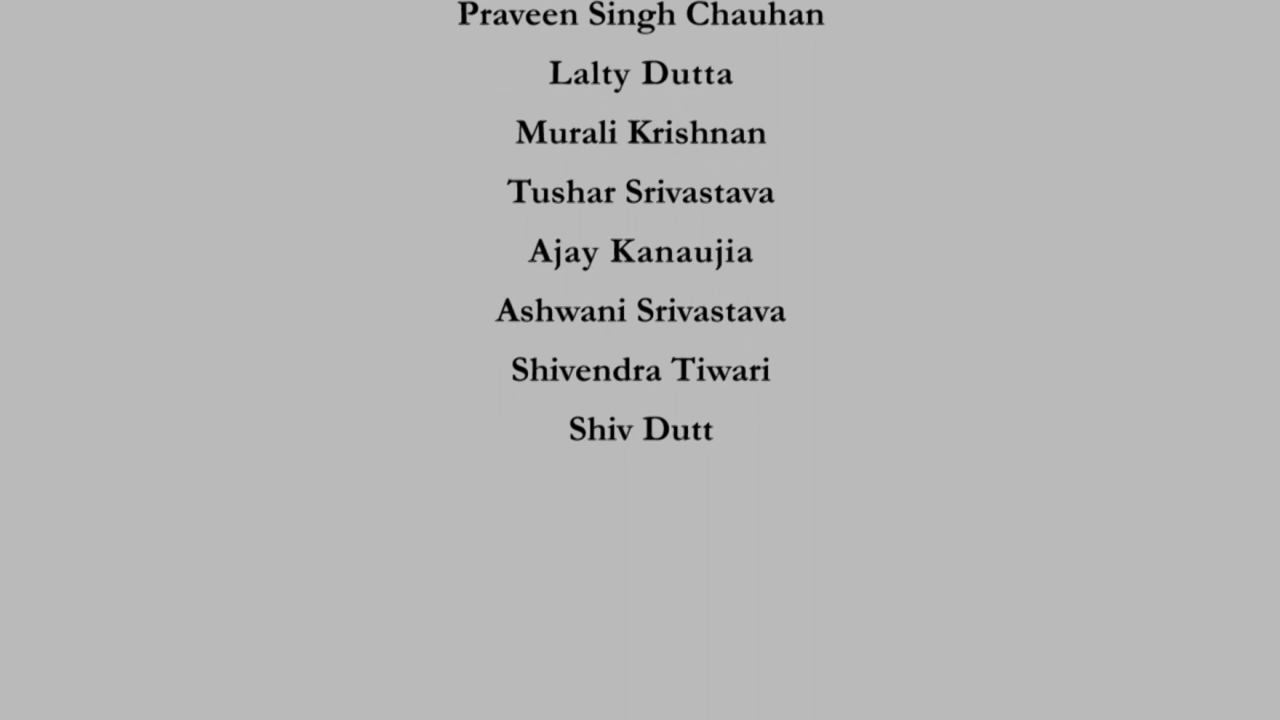 Praveen Singh Chauhan
Lalty Dutta
Murali Krishnan
Tushar Srivastava
Ajay Kanaujia
Ashwani Srivastava
Shivendra Tiwari
Shiv Dutt